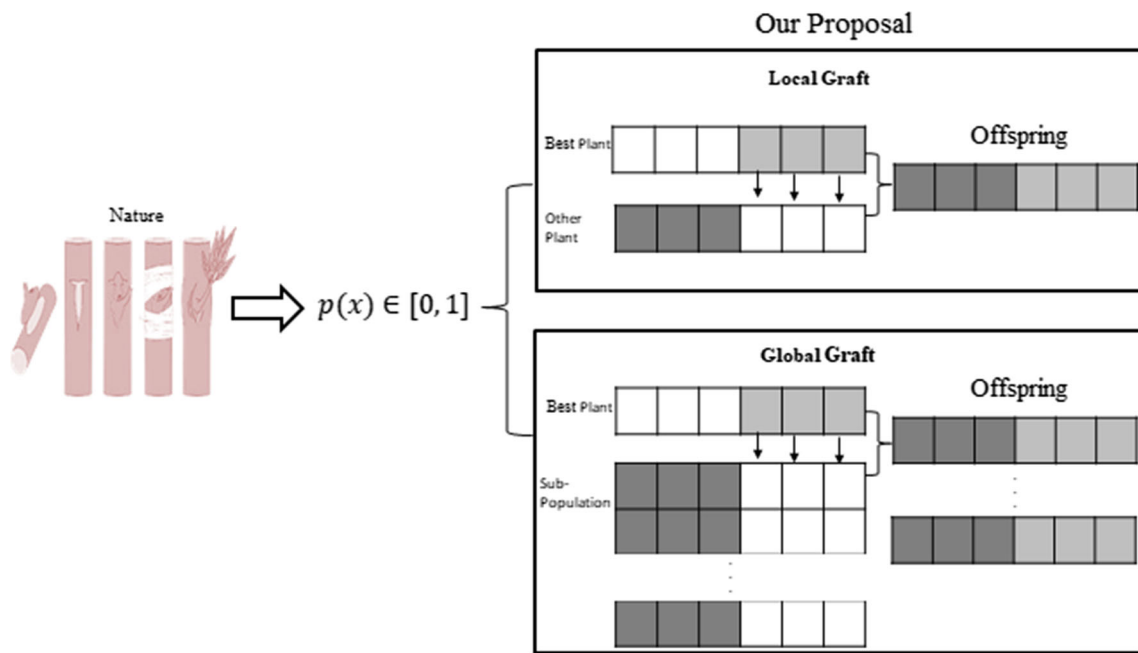 Our Proposal
Nature
p(x) ∈ [0, 1]
Local Graft
Best Plant
Other
Plant
Offspring
Global Graft
Best Plant
Sub-
Population
Offspring